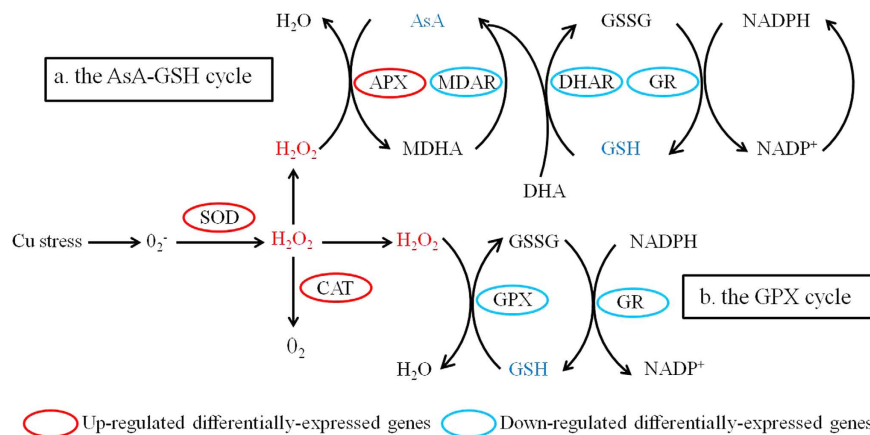 H₂O AsA GSSG NADPH
a. the AsA-GSH cycle
APX MDAR DHAR GR
H₂O₂ MDHA GSH NADP⁺
DHA
SOD
Cu stress 0₂⁻ H₂O₂ H₂O₂ GSSG NADPH
CAT GPX GR b. the GPX cycle
0₂ H₂O GSH NADP⁺
Up-regulated differentially-expressed genes Down-regulated differentially-expressed genes